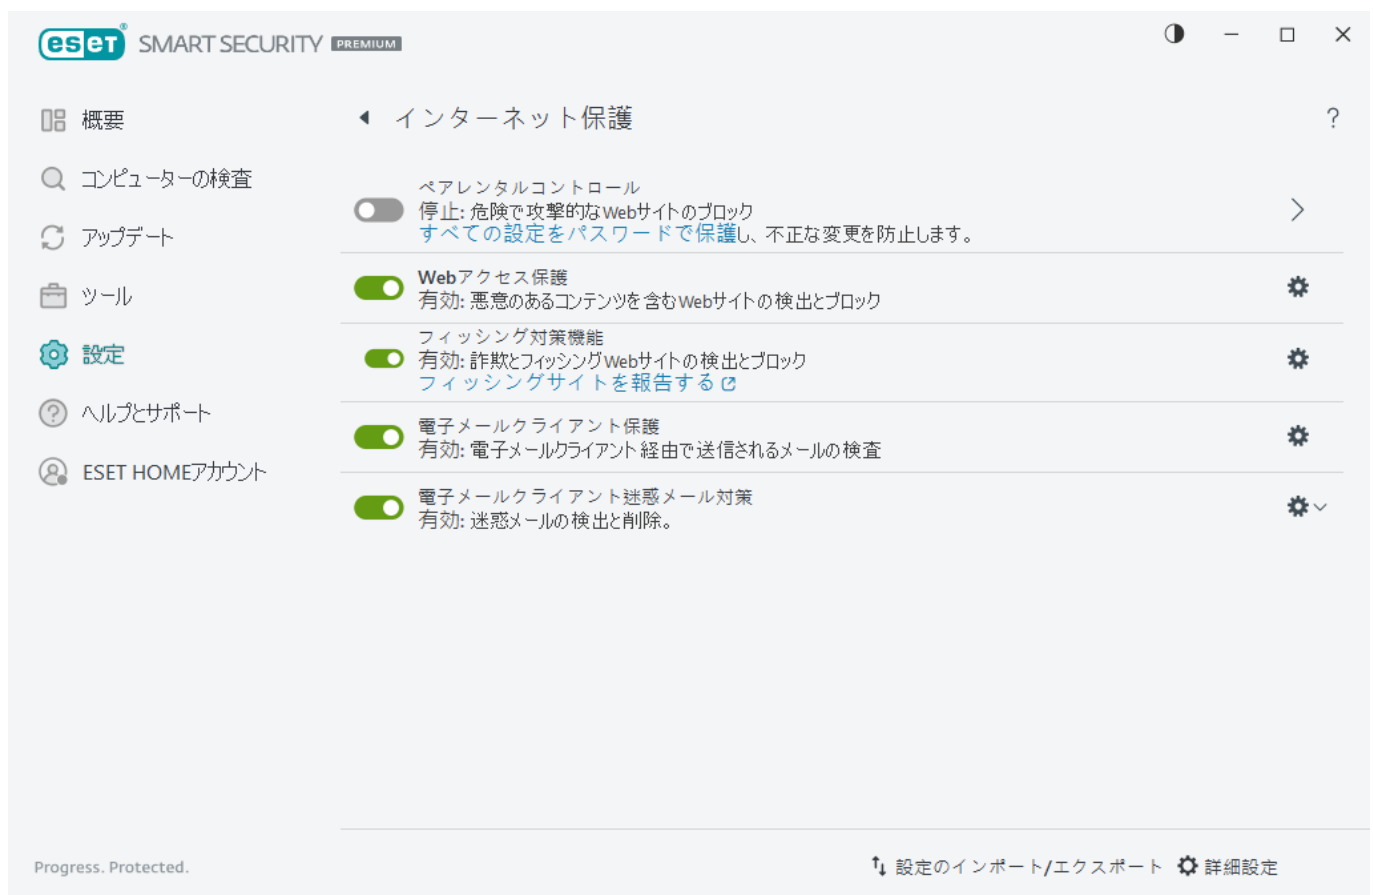 eset® SMART SECURITY PREMIUM
概要
コンピューターの検査
アップデート
ツール
設定
ヘルプとサポート
ESET HOMEアカウント
インターネット保護
?
ペアレンタルコントロール
停止: 危険で攻撃的なWebサイトのブロック
すべての設定をパスワードで保護し、不正な変更を防止します。
Webアクセス保護
有効: 悪意のあるコンテンツを含むWebサイトの検出とブロック
フィッシング対策機能
有効: 詐欺とフィッシングWebサイトの検出とブロック
フィッシングサイトを報告する
電子メールクライアント保護
有効: 電子メールクライアント経由で送信されるメールの検査
電子メールクライアント迷惑メール対策
有効: 迷惑メールの検出と削除。
Progress. Protected.
設定のインポート/エクスポート
詳細設定